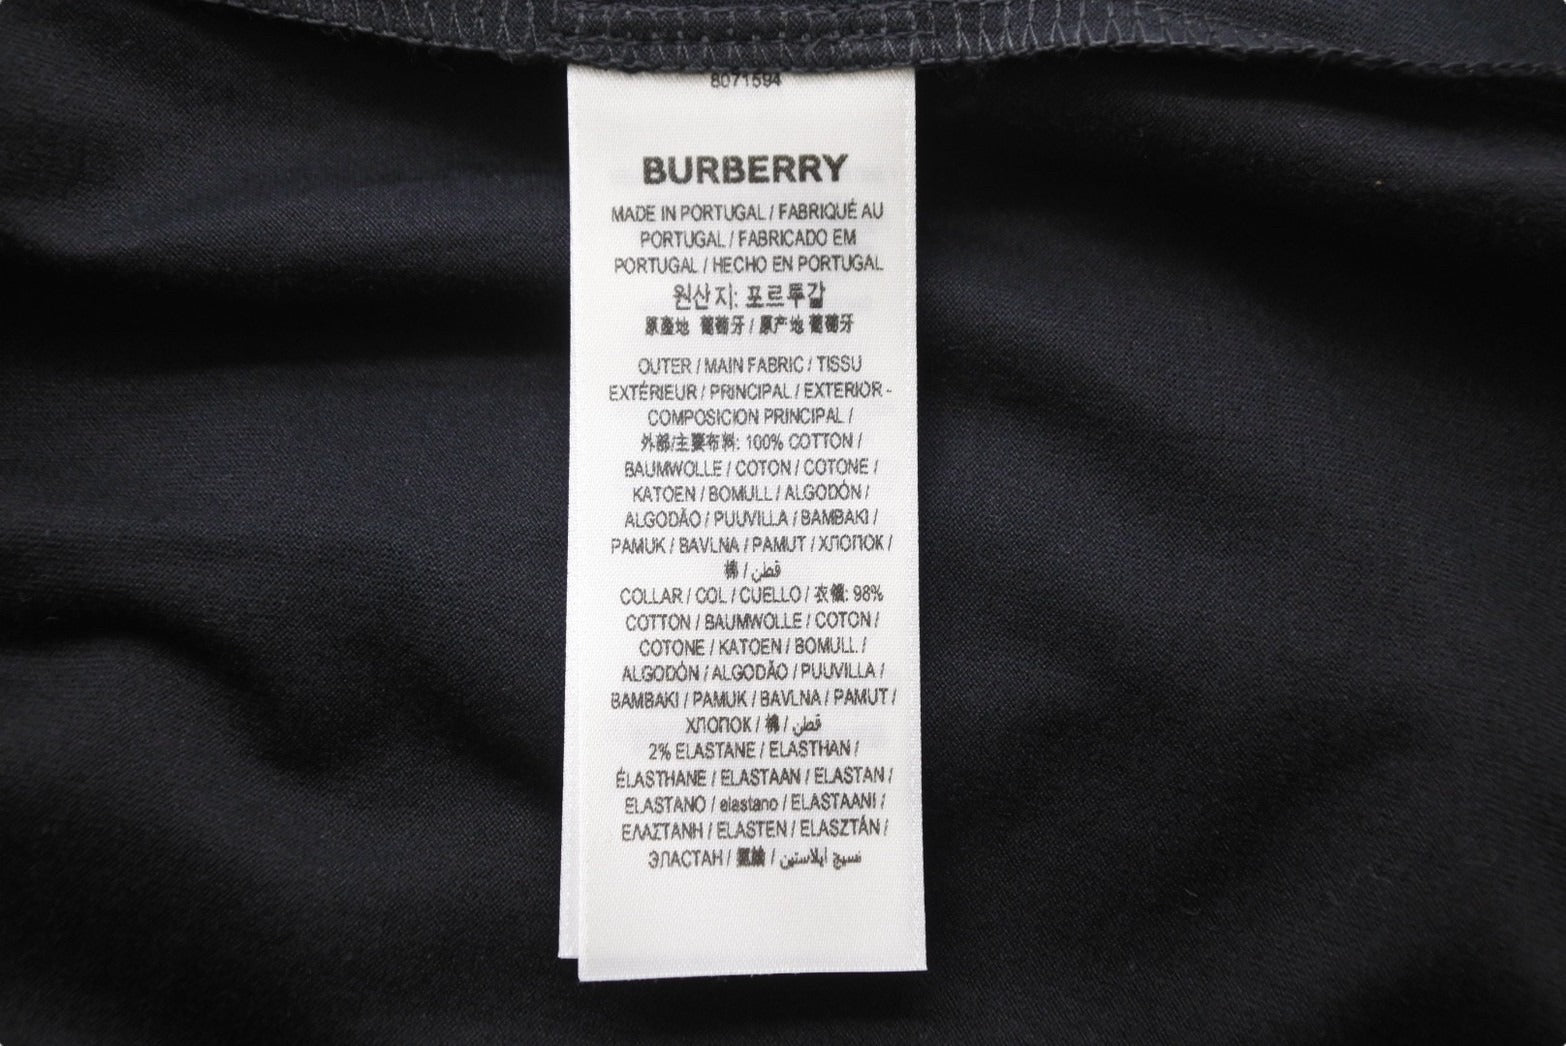 8071594
BURBERRY
MADE IN PORTUGAL / FABRIQUÉ AU
PORTUGAL / FABRICADO EM
PORTUGAL / HECHO EN PORTUGAL
원산지: 포르투갈
原產地 葡萄牙 / 原产地 葡萄牙
OUTER / MAIN FABRIC / TISSU
EXTÉRIEUR / PRINCIPAL / EXTERIOR -
COMPOSICION PRINCIPAL /
外部/主要布料: 100% COTTON /
BAUMWOLLE / COTON / COTONE /
KATOEN / BOMULL / ALGODÓN /
ALGODÃO / PUUVILLA / BAMBAKI /
PAMUK / BAVLNA / PAMUT / ХЛОПОК /
棉 / قطن
COLLAR / COL / CUELLO / 衣領: 98%
COTTON / BAUMWOLLE / COTON /
COTONE / KATOEN / BOMULL /
ALGODÓN / ALGODÃO / PUUVILLA /
BAMBAKI / PAMUK / BAVLNA / PAMUT /
ХЛОПОК / 棉 / قطن
2% ELASTANE / ELASTHAN /
ÉLASTHANE / ELASTAAN / ELASTAN /
ELASTANO / elastano / ELASTAANI /
ΕΛΑΣΤΑΝΗ / ELASTEN / ELASZTÁN /
ЭЛАСТАН / نسيج ايلاستين